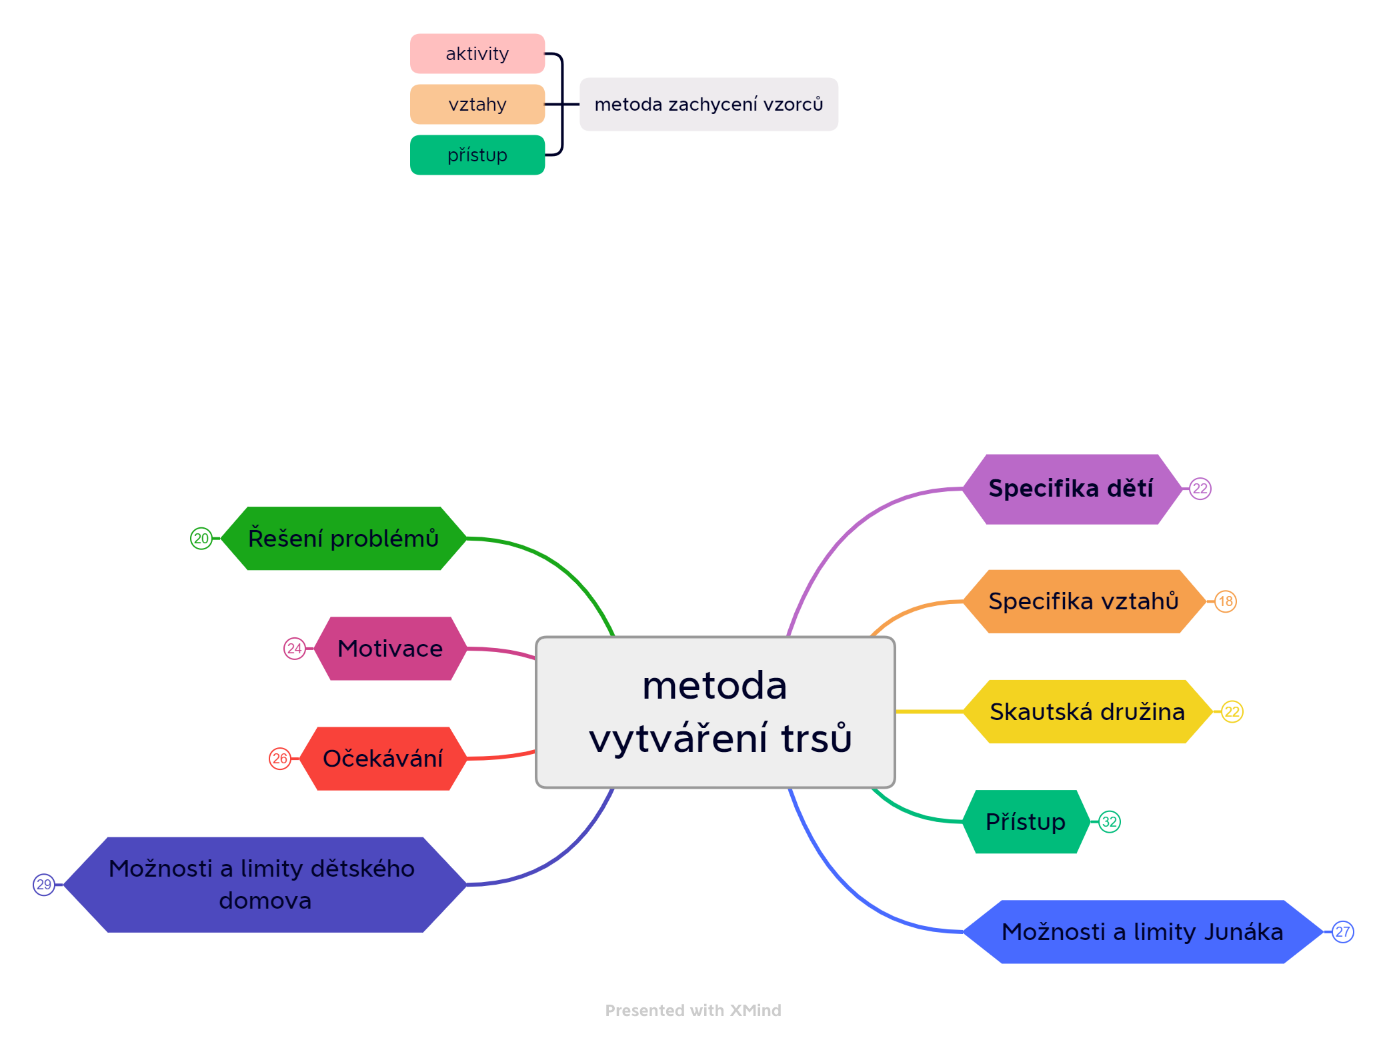 aktivity
vztahy
přístup
metoda zachycení vzorců
Specifika dětí
22
Řešení problémů
20
Specifika vztahů
18
Motivace
24
metoda
vytváření trsů
Skautská družina
22
Očekávání
26
Přístup
32
Možnosti a limity dětského
domova
29
Možnosti a limity Junáka
27
Presented with XMind